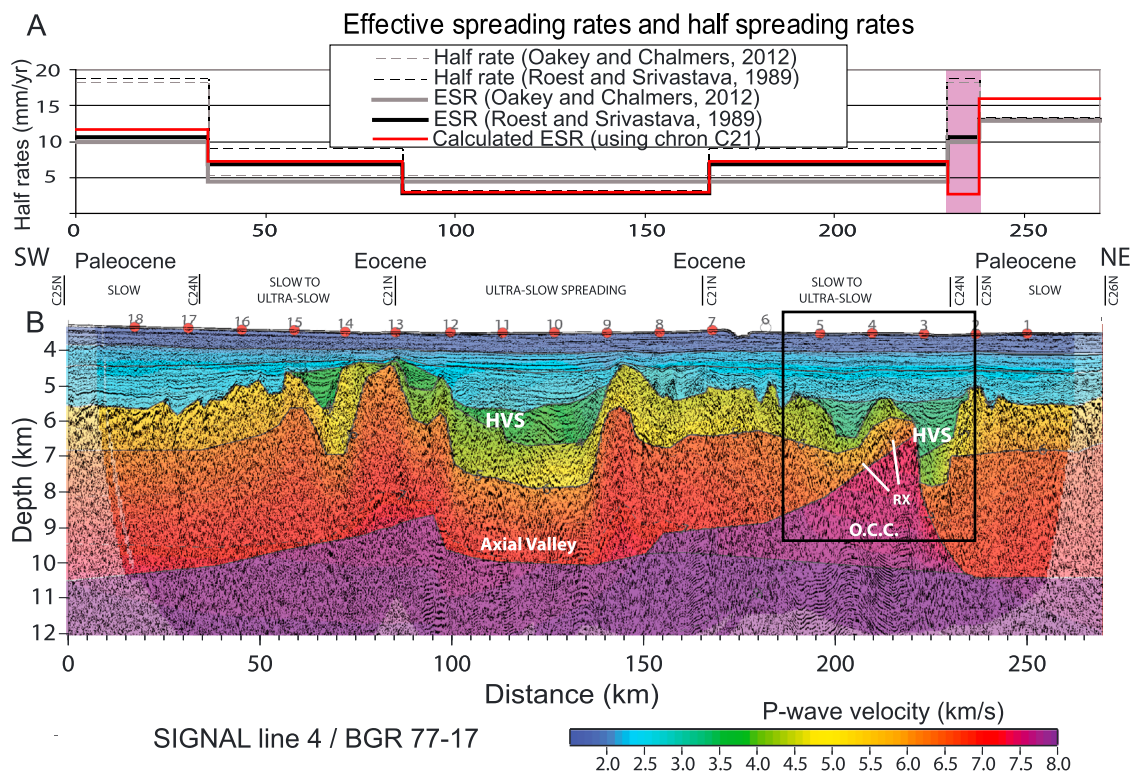 A
Effective spreading rates and half spreading rates
Half rate (Oakey and Chalmers, 2012)
Half rate (Roest and Srivastava, 1989)
ESR (Oakey and Chalmers, 2012)
ESR (Roest and Srivastava, 1989)
Calculated ESR (using chron C21)
Half rates (mm/yr)
20
15
10
5
0 50 100 150 200 250
SW NE
Paleocene Eocene Eocene Paleocene
C25N SLOW C24N SLOW TO ULTRA-SLOW C21N ULTRA-SLOW SPREADING C21N SLOW TO ULTRA-SLOW C24N C25N SLOW C26N
B
18 17 16 15 14 13 12 11 10 9 8 7 6 5 4 3 2 1
Depth (km)
4
5
6
7
8
9
10
11
12
HVS
HVS
RX
O.C.C.
Axial Valley
0 50 100 150 200 250
Distance (km)
SIGNAL line 4 / BGR 77-17
P-wave velocity (km/s)
2.0 2.5 3.0 3.5 4.0 4.5 5.0 5.5 6.0 6.5 7.0 7.5 8.0